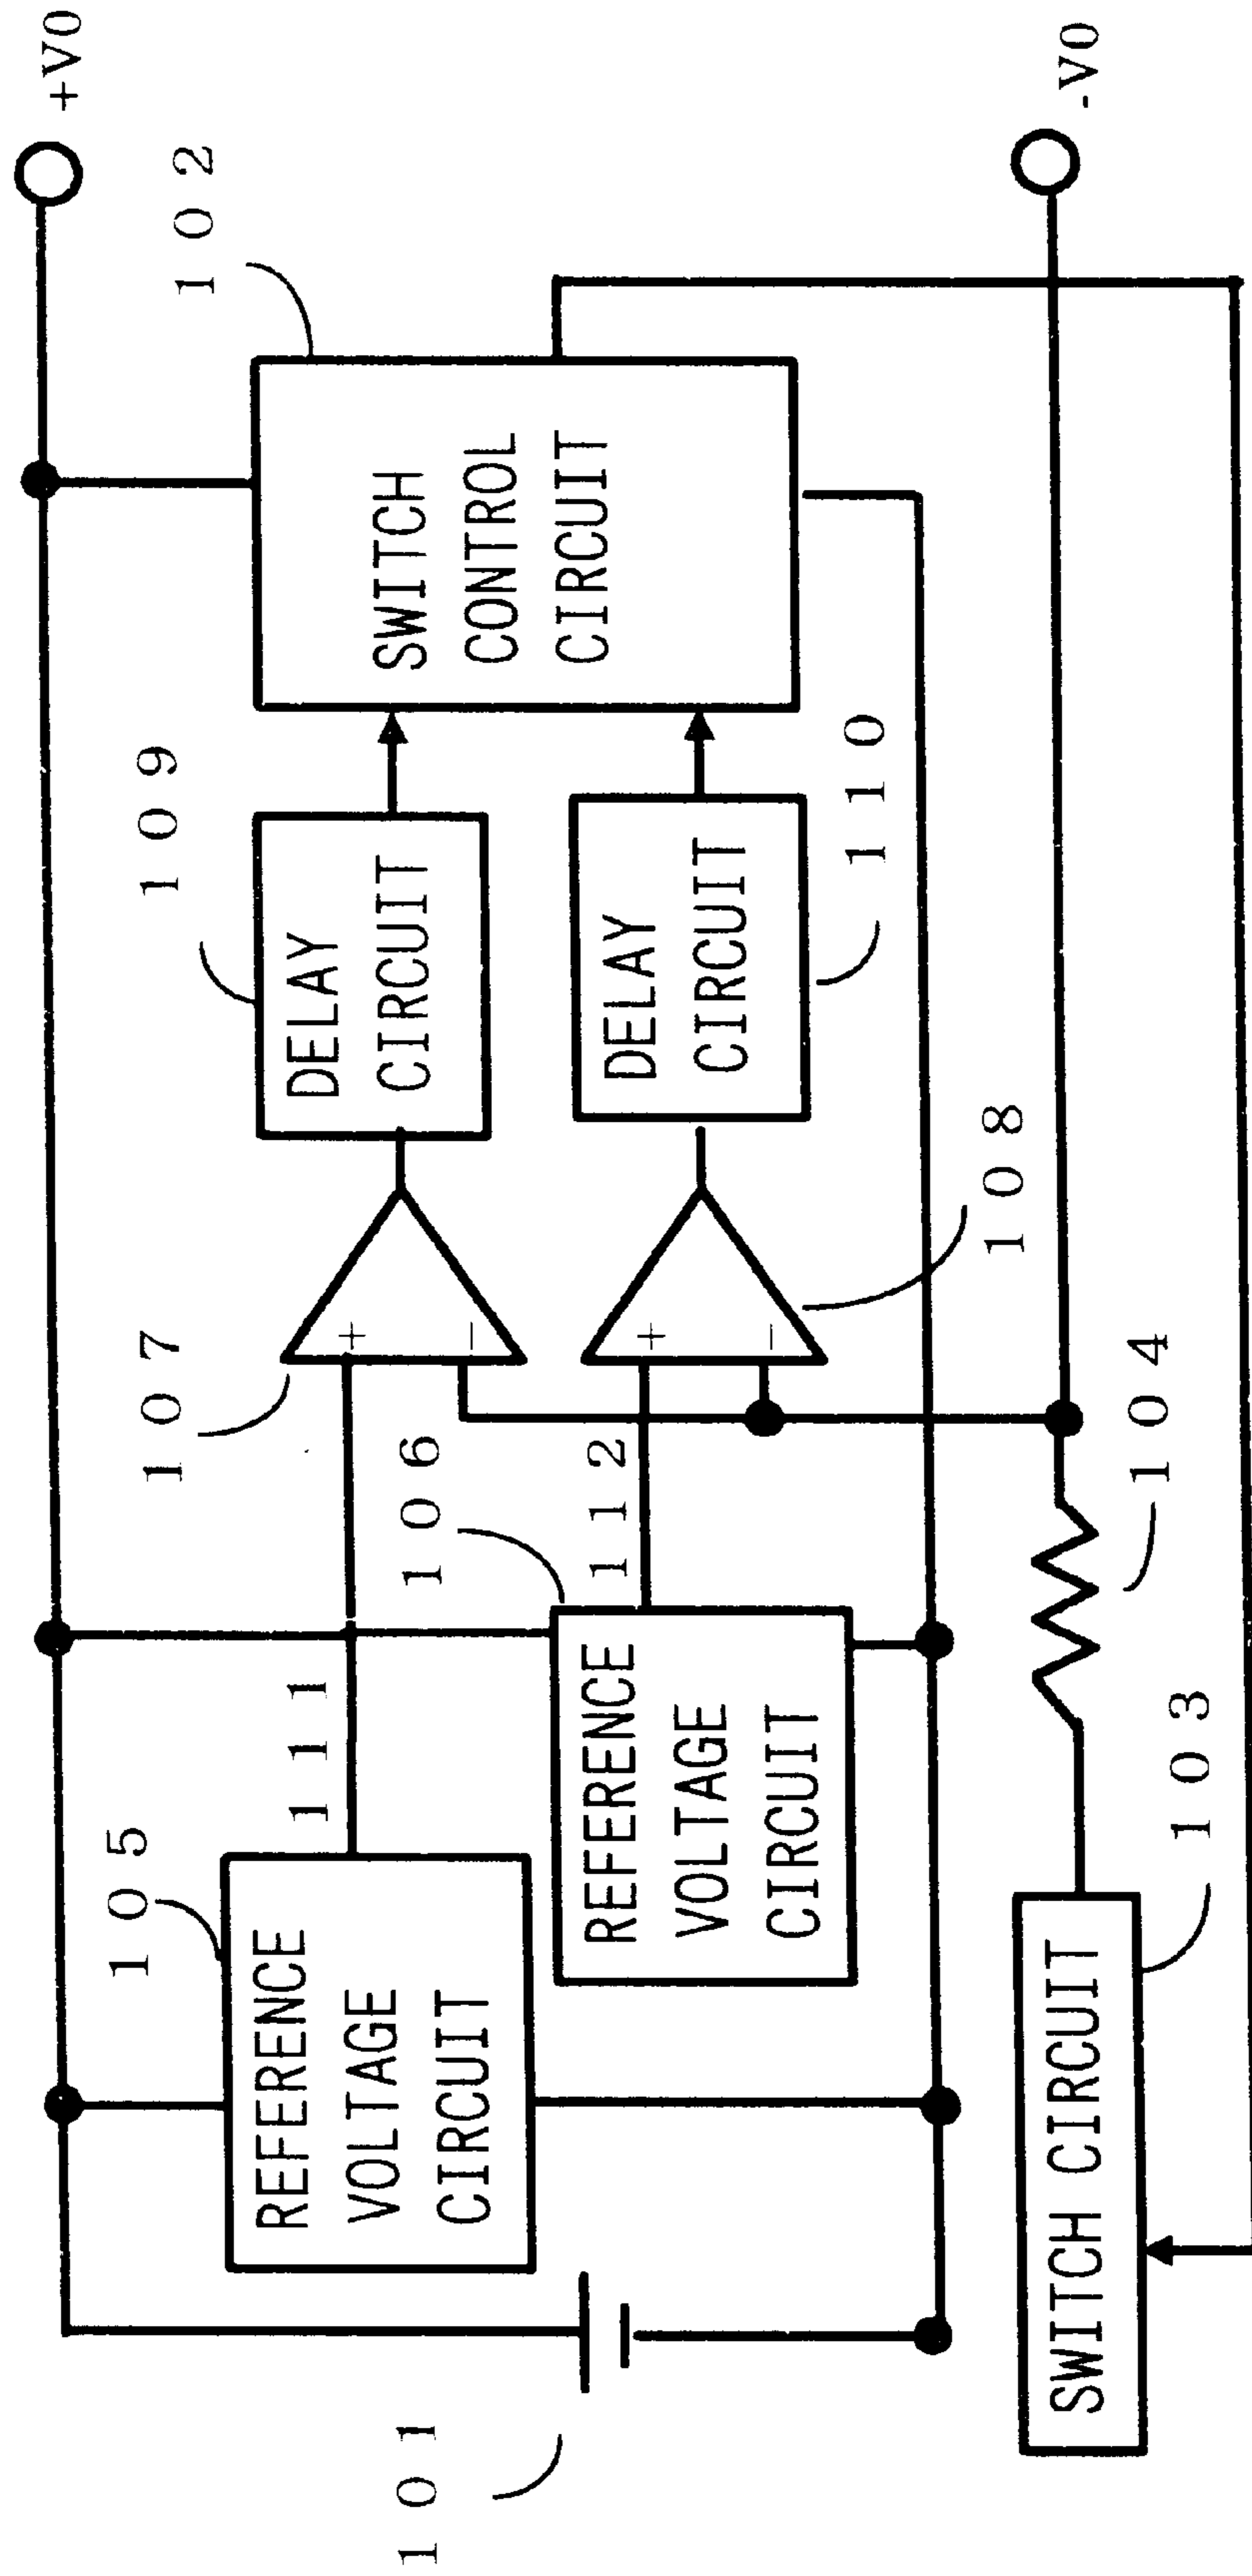 +V0
102
109
107
105
SWITCH
CONTROL
CIRCUIT
DELAY
CIRCUIT
+
-
111
REFERENCE
VOLTAGE
CIRCUIT
101
106
DELAY
CIRCUIT
110
+
-
112
REFERENCE
VOLTAGE
CIRCUIT
108
-V0
104
103
SWITCH CIRCUIT